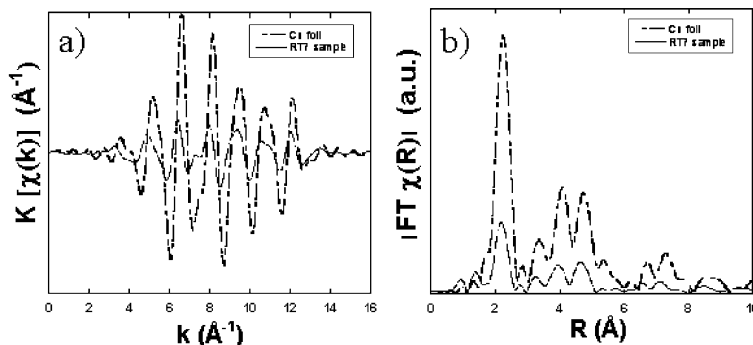 a)
Cu foil
RT7 sample
K [χ(k)] (Å⁻¹)
0 2 4 6 8 10 12 14 16
k (Å⁻¹)
b)
Cu foil
RT7 sample
|FT χ(R)| (a.u.)
0 2 4 6 8 10
R (Å)